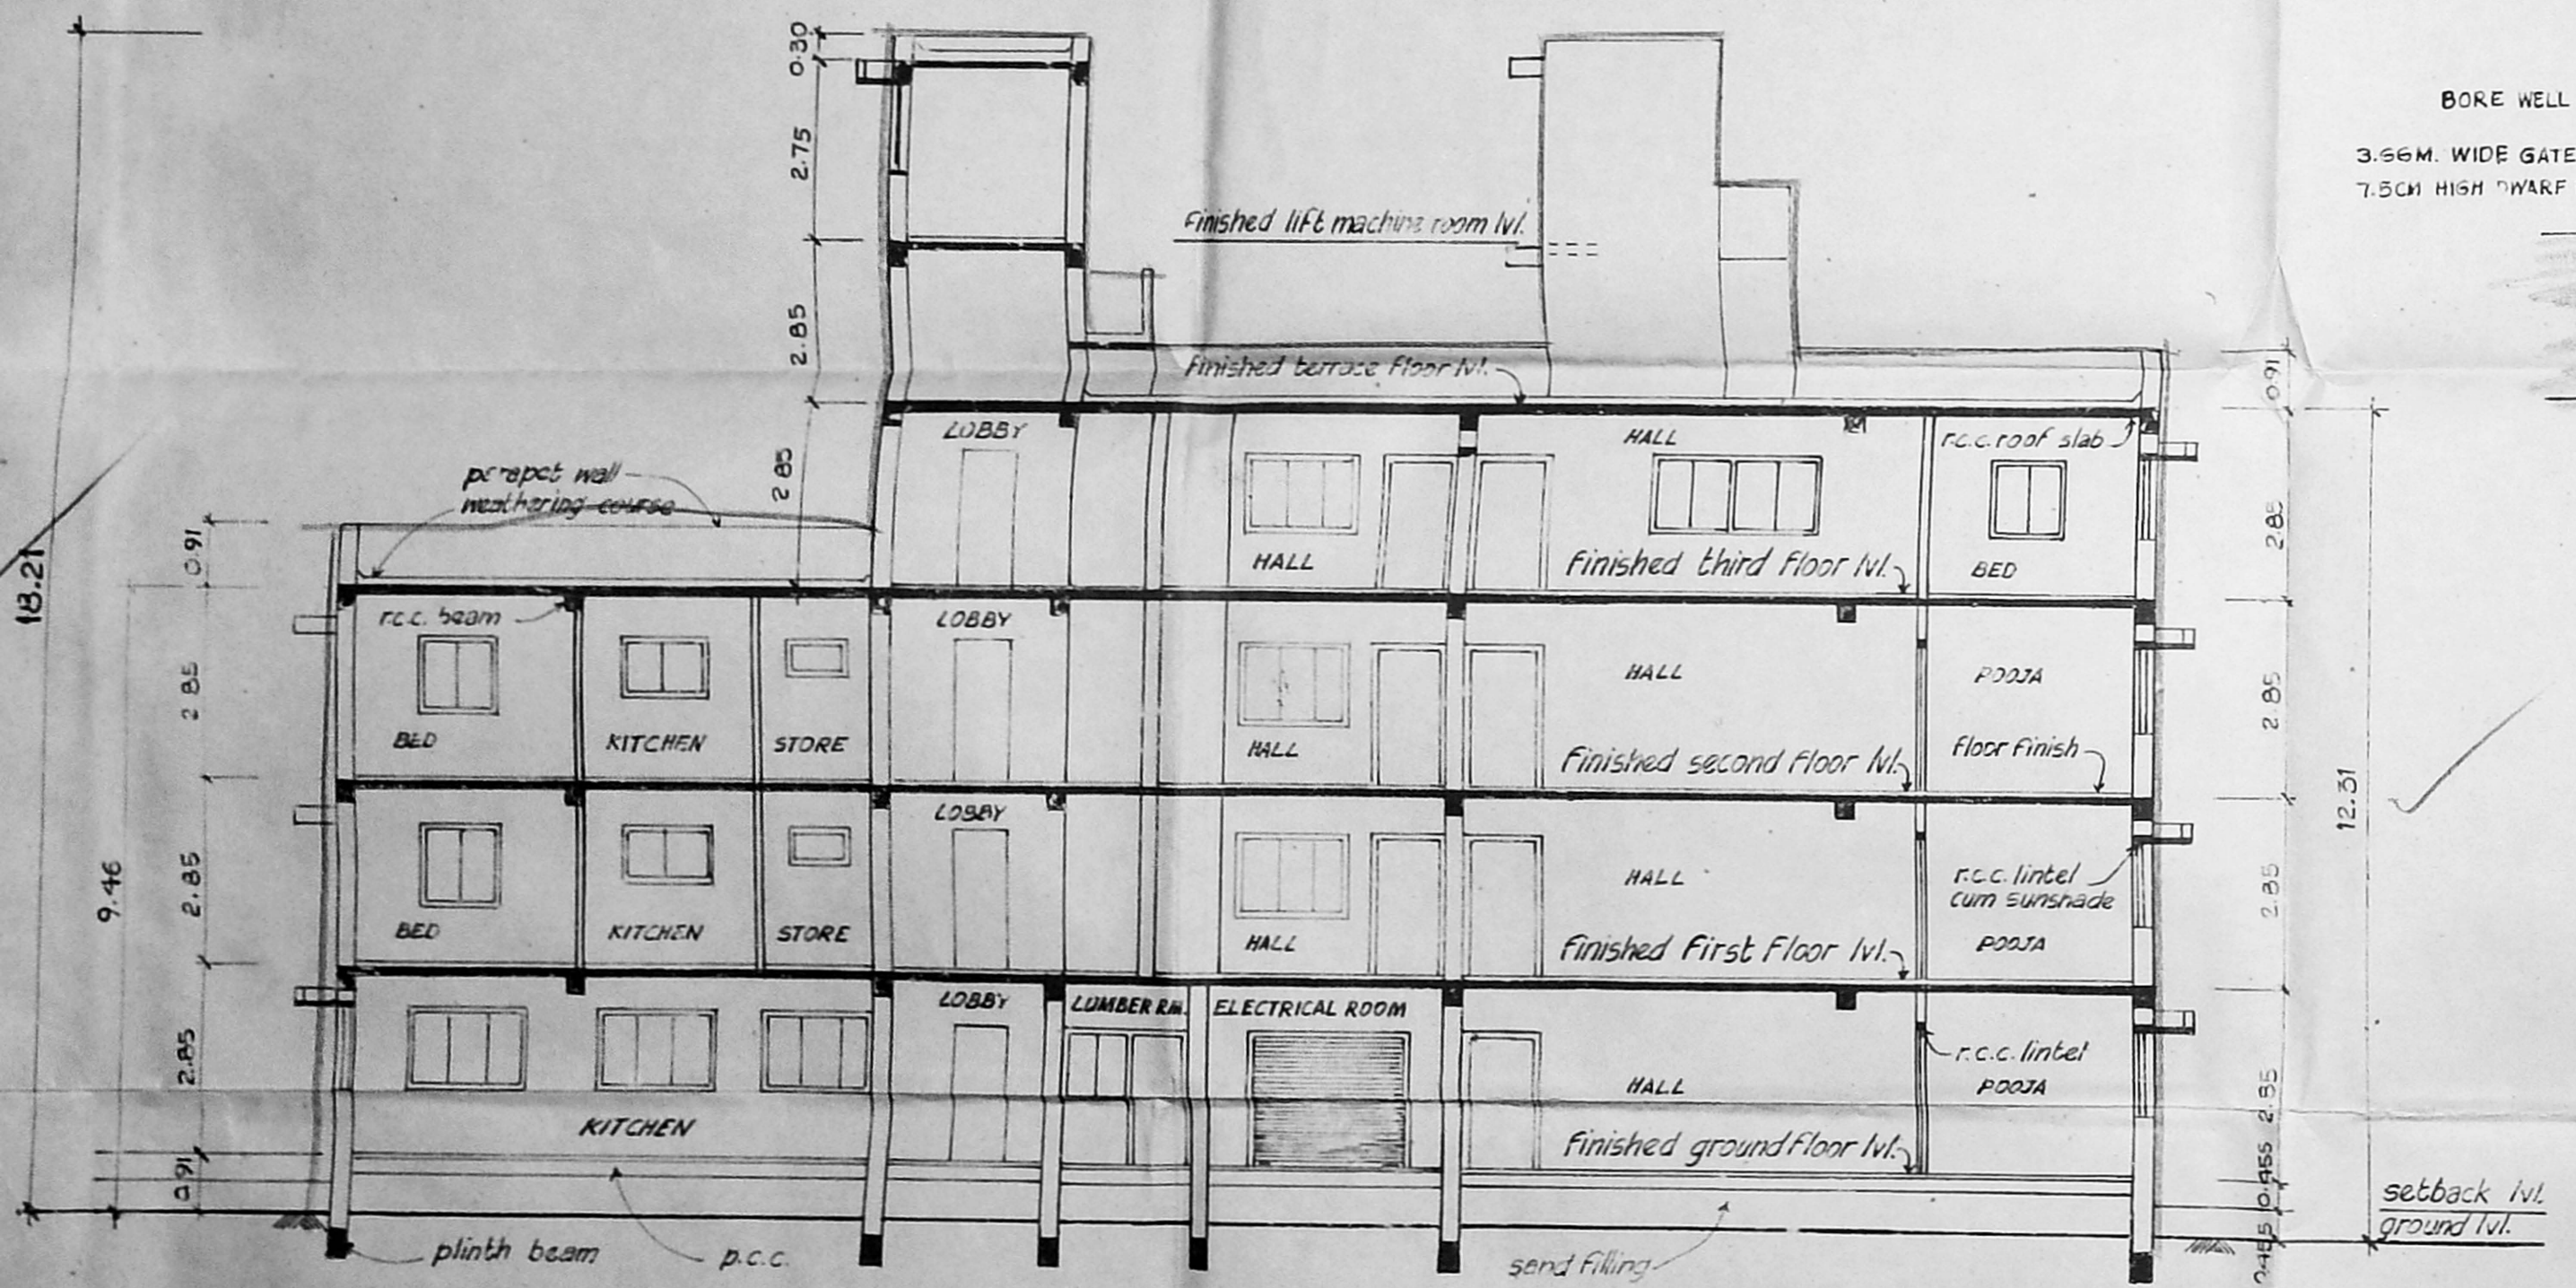 0.30
2.75
2.85
2.85
BORE WELL
3.66M. WIDE GATE
7.5CM HIGH DWARF
Finished lift machine room lvl.
Finished terrace floor lvl.
LOBBY
HALL
r.c.c. roof slab
HALL
Finished third floor lvl.
BED
parapet wall
weathering course
18.21
9.46
0.91
2.85
2.85
2.85
0.91
r.c.c. beam
BED
KITCHEN
STORE
LOBBY
HALL
HALL
POOJA
Finished second floor lvl.
floor finish
BED
KITCHEN
STORE
LOBBY
HALL
HALL
r.c.c. lintel
cum sunshade
POOJA
Finished First Floor lvl.
LOBBY
LUMBER RM.
ELECTRICAL ROOM
KITCHEN
HALL
r.c.c. lintel
POOJA
Finished ground floor lvl.
0.91
2.85
2.85
2.85
2.85
0.455
0.455
12.31
setback lvl.
ground lvl.
plinth beam
p.c.c.
sand filling